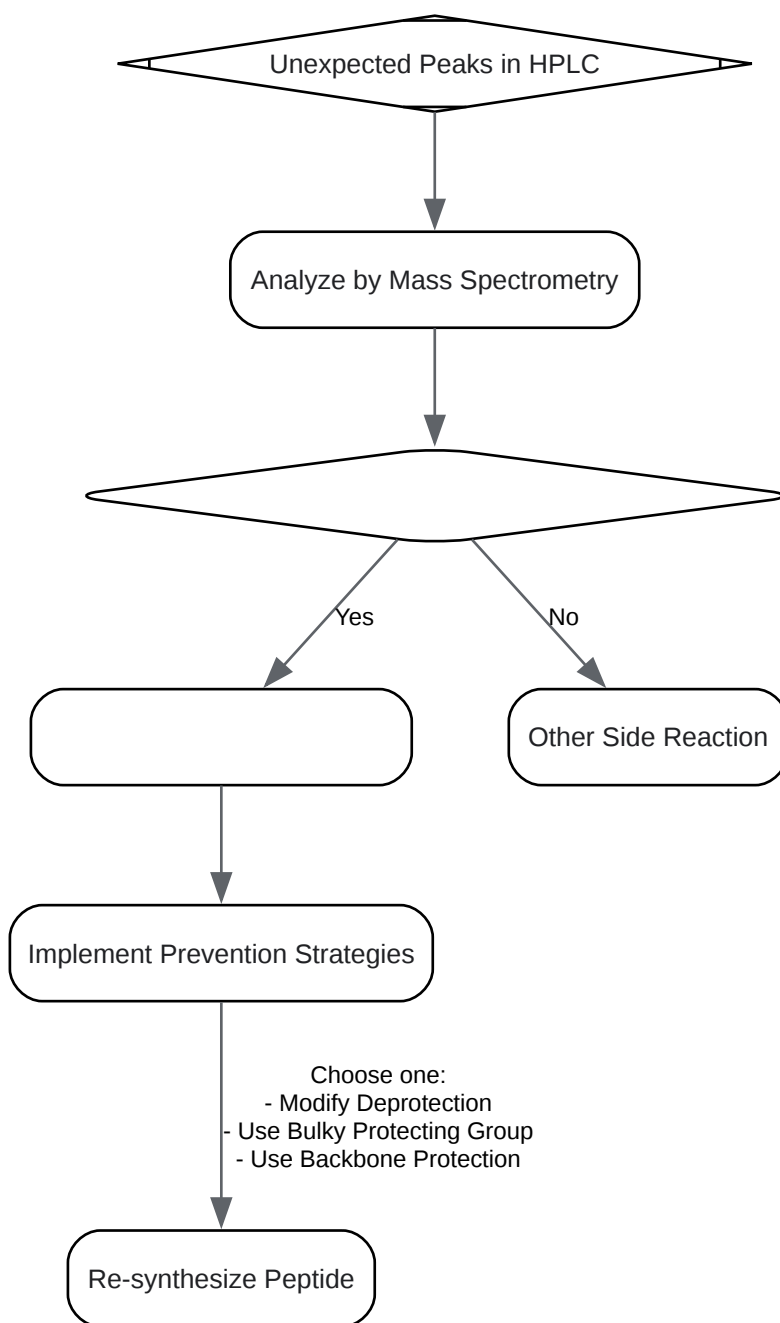 Unexpected Peaks in HPLC
Analyze by Mass Spectrometry
Yes
No
Other Side Reaction
Implement Prevention Strategies
Choose one:
- Modify Deprotection
- Use Bulky Protecting Group
- Use Backbone Protection
Re-synthesize Peptide